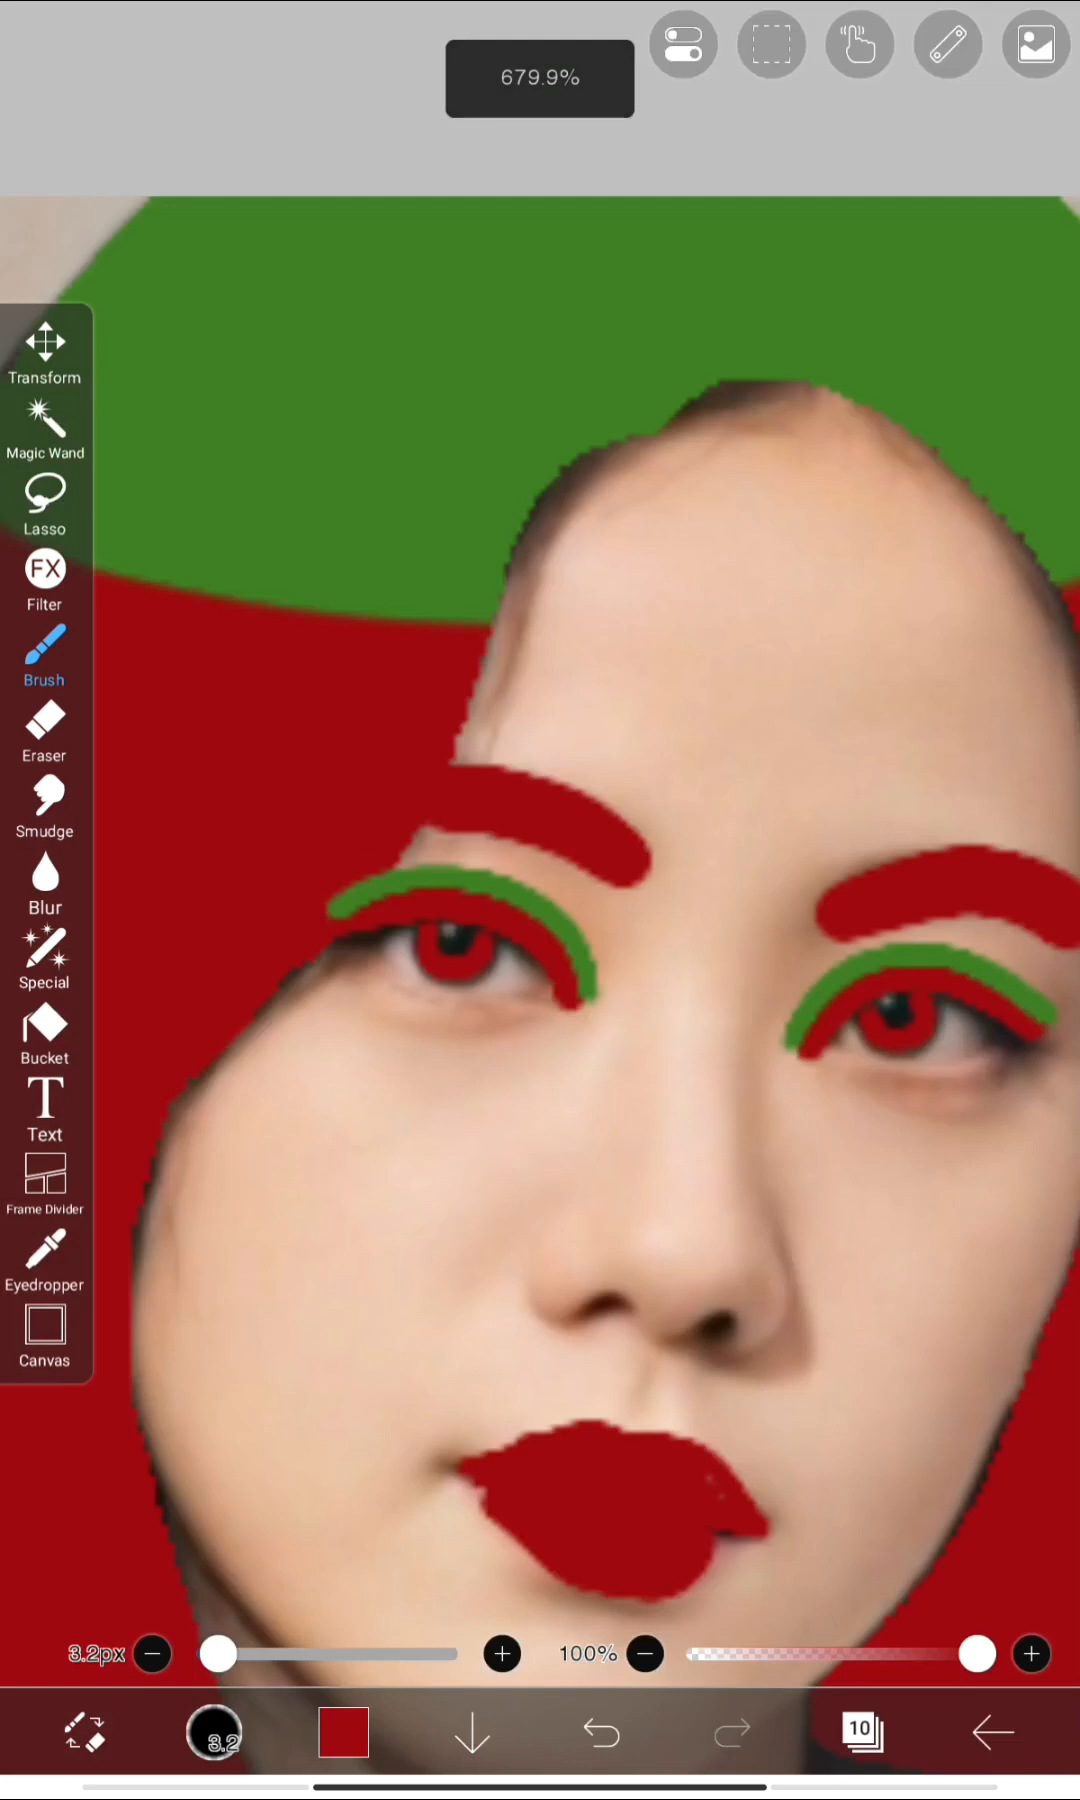 679.9%
Transform
Magic Wand
Lasso
FX
Filter
Brush
Eraser
Smudge
Blur
Special
Bucket
T
Text
Frame Divider
Eyedropper
Canvas
3.2px
100%
3.2
10